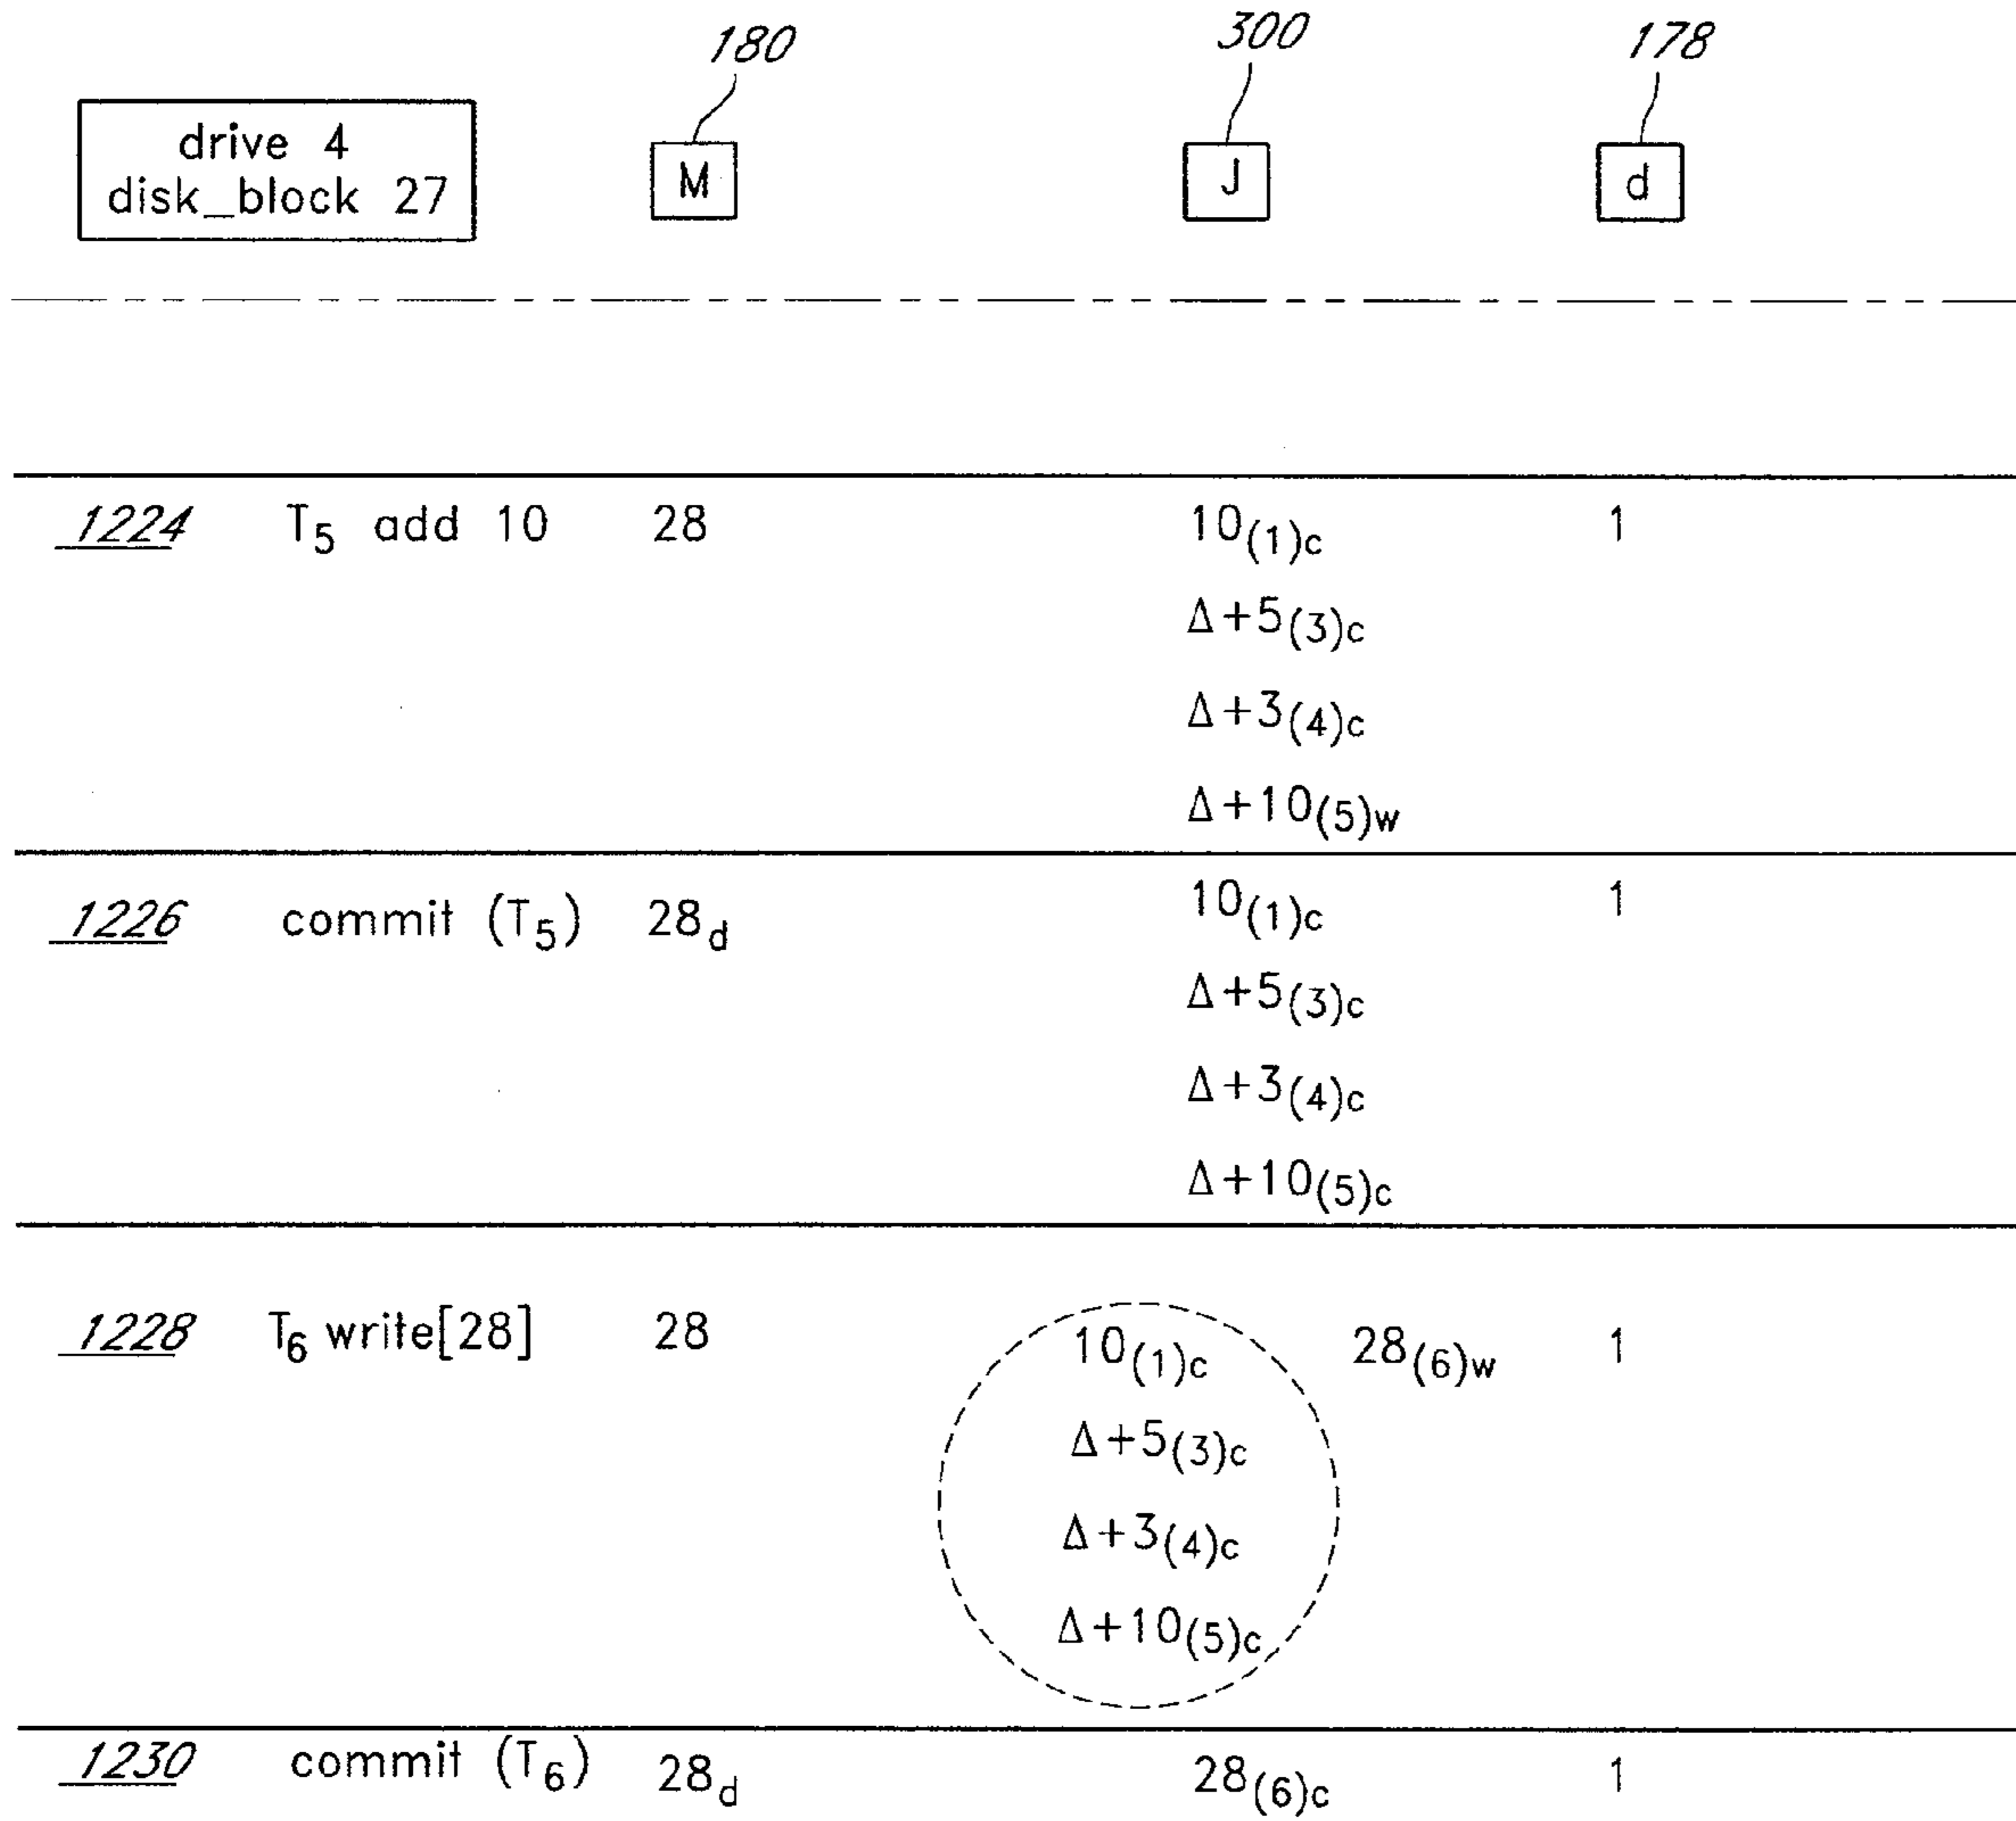 180 300 178
drive 4
disk_block 27
M J d
1224 T5 add 10 28 10(1)c 1
Δ+5(3)c
Δ+3(4)c
Δ+10(5)w
1226 commit (T5) 28d 10(1)c 1
Δ+5(3)c
Δ+3(4)c
Δ+10(5)c
1228 T6 write[28] 28 10(1)c 28(6)w 1
Δ+5(3)c
Δ+3(4)c
Δ+10(5)c
1230 commit (T6) 28d 28(6)c 1